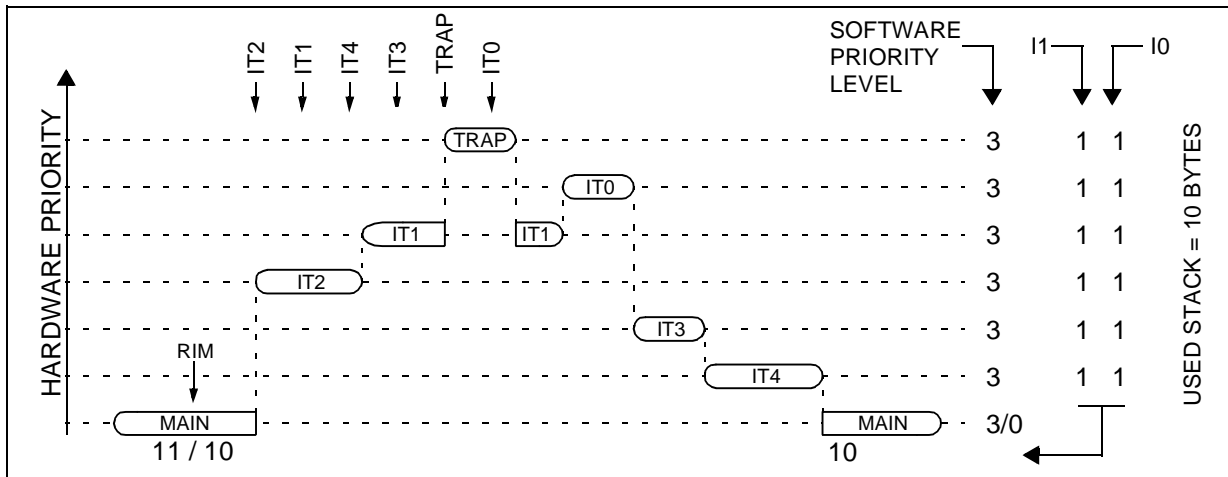 IT2
IT1
IT4
IT3
TRAP
IT0
SOFTWARE
PRIORITY
LEVEL
I1
I0
HARDWARE PRIORITY
TRAP
3 1 1
IT0
3 1 1
IT1
IT1
3 1 1
IT2
3 1 1
IT3
3 1 1
RIM
IT4
3 1 1
MAIN
MAIN
3/0
11 / 10
10
USED STACK = 10 BYTES